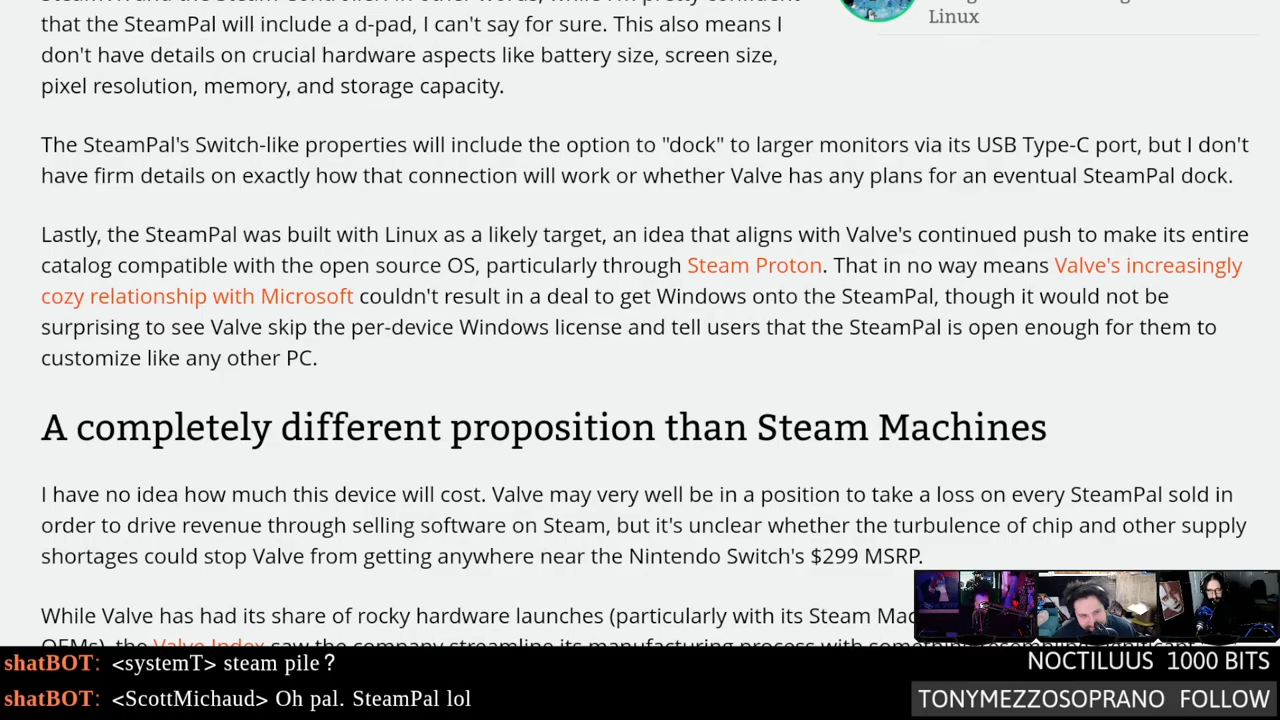 Linux
that the SteamPal will include a d-pad, I can't say for sure. This also means I
don't have details on crucial hardware aspects like battery size, screen size,
pixel resolution, memory, and storage capacity.
The SteamPal's Switch-like properties will include the option to "dock" to larger monitors via its USB Type-C port, but I don't
have firm details on exactly how that connection will work or whether Valve has any plans for an eventual SteamPal dock.
Lastly, the SteamPal was built with Linux as a likely target, an idea that aligns with Valve's continued push to make its entire
catalog compatible with the open source OS, particularly through Steam Proton. That in no way means Valve's increasingly
cozy relationship with Microsoft couldn't result in a deal to get Windows onto the SteamPal, though it would not be
surprising to see Valve skip the per-device Windows license and tell users that the SteamPal is open enough for them to
customize like any other PC.
A completely different proposition than Steam Machines
I have no idea how much this device will cost. Valve may very well be in a position to take a loss on every SteamPal sold in
order to drive revenue through selling software on Steam, but it's unclear whether the turbulence of chip and other supply
shortages could stop Valve from getting anywhere near the Nintendo Switch's $299 MSRP.
While Valve has had its share of rocky hardware launches (particularly with its Steam Mac
shatBOT: <systemT> steam pile?
NOCTILUUS 1000 BITS
shatBOT: <ScottMichaud> Oh pal. SteamPal lol
TONYMEZZOSOPRANO FOLLOW